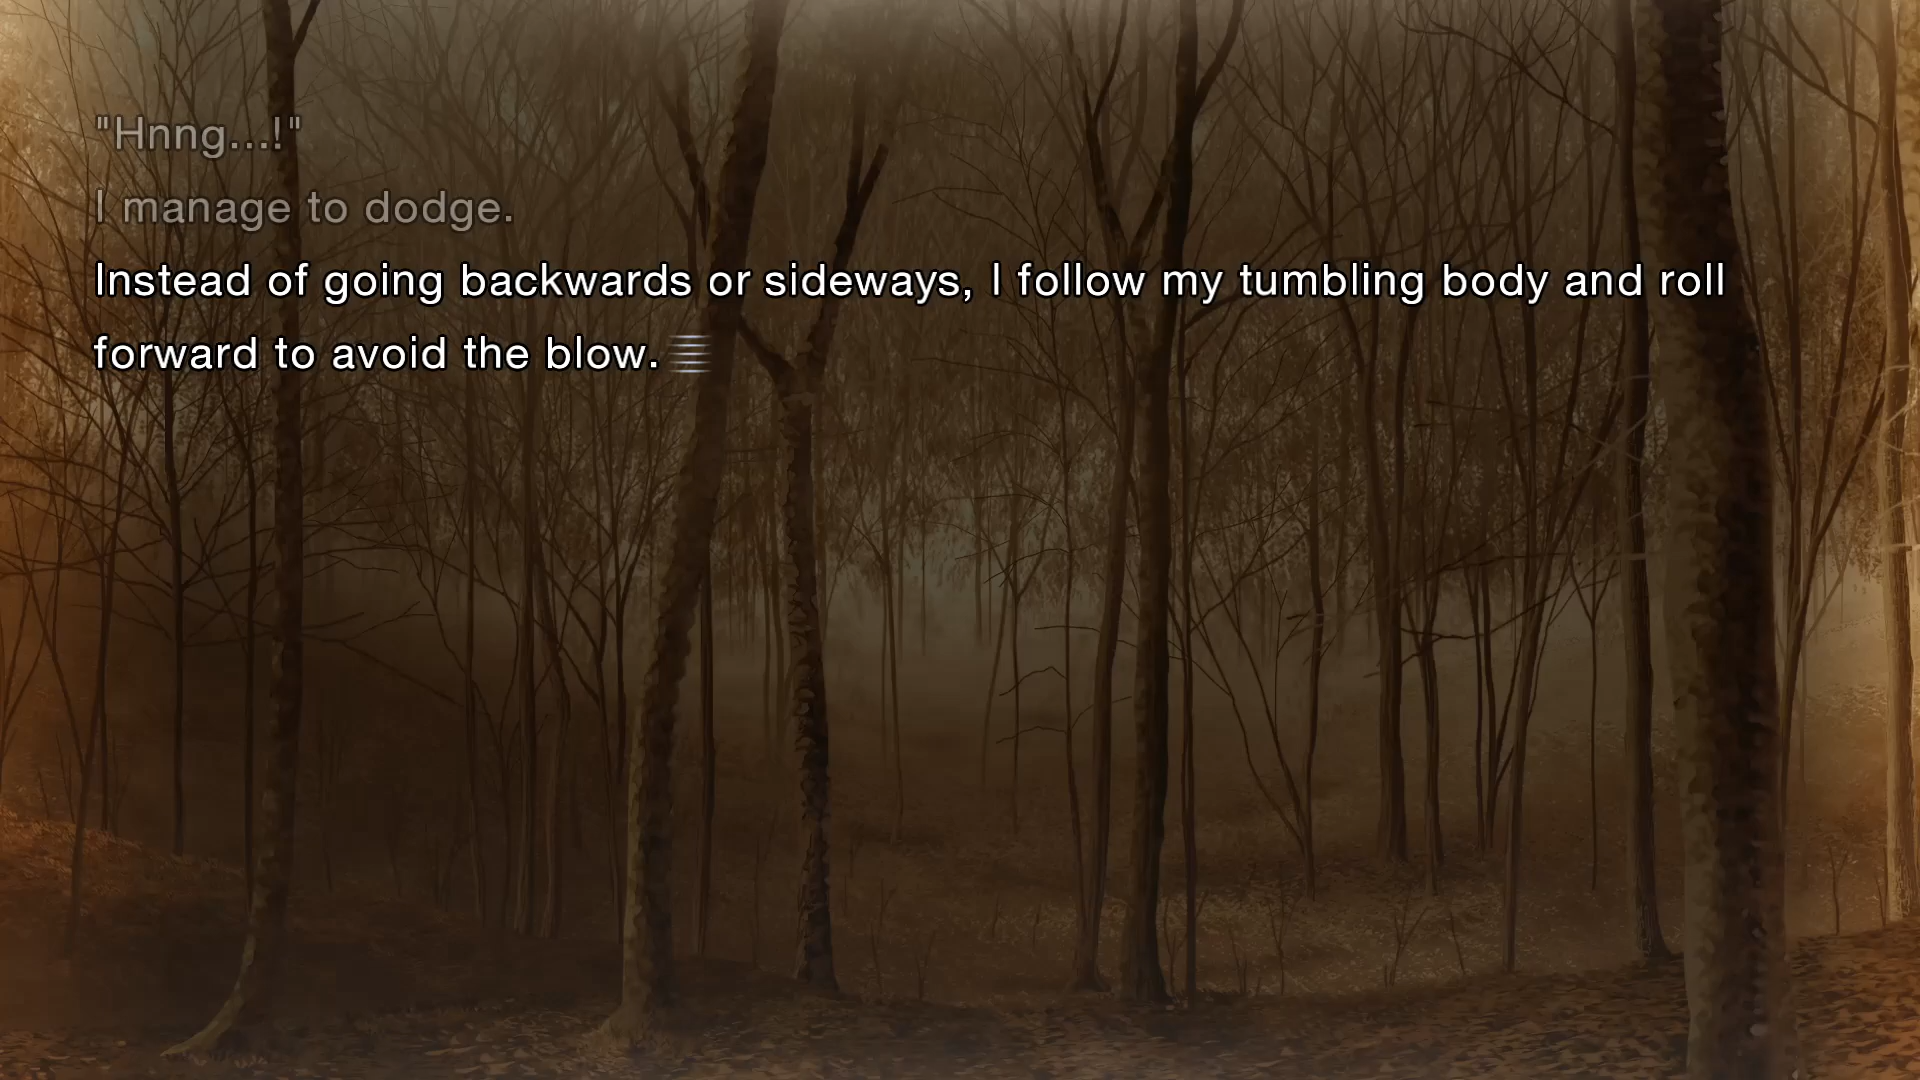 "Hnng...!"
I manage to dodge.
Instead of going backwards or sideways, I follow my tumbling body and roll
forward to avoid the blow.